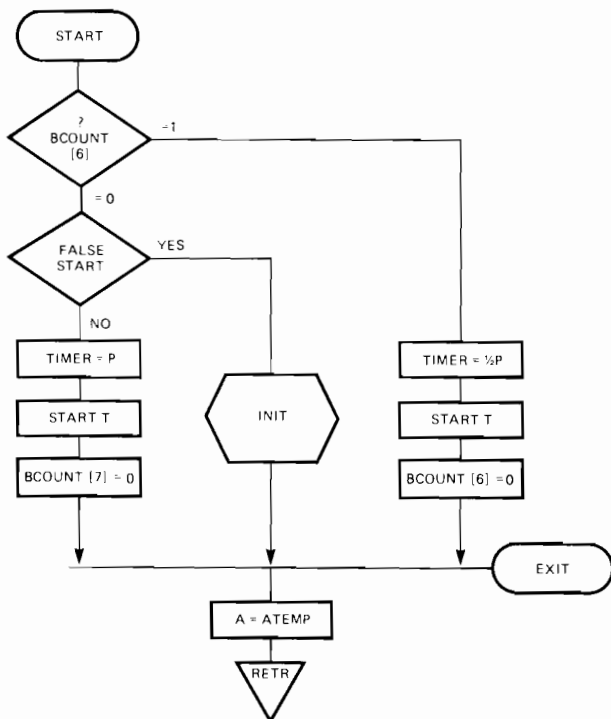 START
?
BCOUNT
[6]
=1
= 0
FALSE
START
YES
NO
TIMER = P
START T
BCOUNT [7] = 0
INIT
TIMER = ½P
START T
BCOUNT [6] = 0
EXIT
A = ATEMP
RETR